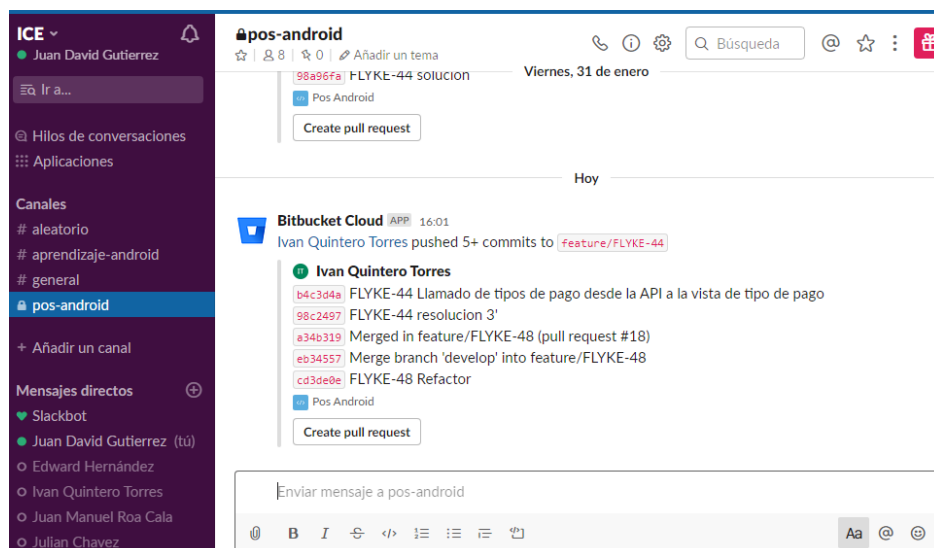 ICE
Juan David Gutierrez
Ir a...
Hilos de conversaciones
Aplicaciones
Canales
# aleatorio
# aprendizaje-android
# general
pos-android
+ Añadir un canal
Mensajes directos
Slackbot
Juan David Gutierrez (tú)
Edward Hernández
Ivan Quintero Torres
Juan Manuel Roa Cala
Julian Chavez
pos-android
8 | 0 | Añadir un tema
Búsqueda
Viernes, 31 de enero
98a96fa FLYKE-44 solucion
Pos Android
Create pull request
Hoy
Bitbucket Cloud APP 16:01
Ivan Quintero Torres pushed 5+ commits to feature/FLYKE-44
IT Ivan Quintero Torres
b4c3d4a FLYKE-44 Llamado de tipos de pago desde la API a la vista de tipo de pago
98c2497 FLYKE-44 resolucion 3'
a34b319 Merged in feature/FLYKE-48 (pull request #18)
eb34557 Merge branch 'develop' into feature/FLYKE-48
cd3de0e FLYKE-48 Refactor
Pos Android
Create pull request
Enviar mensaje a pos-android
B I Aa @